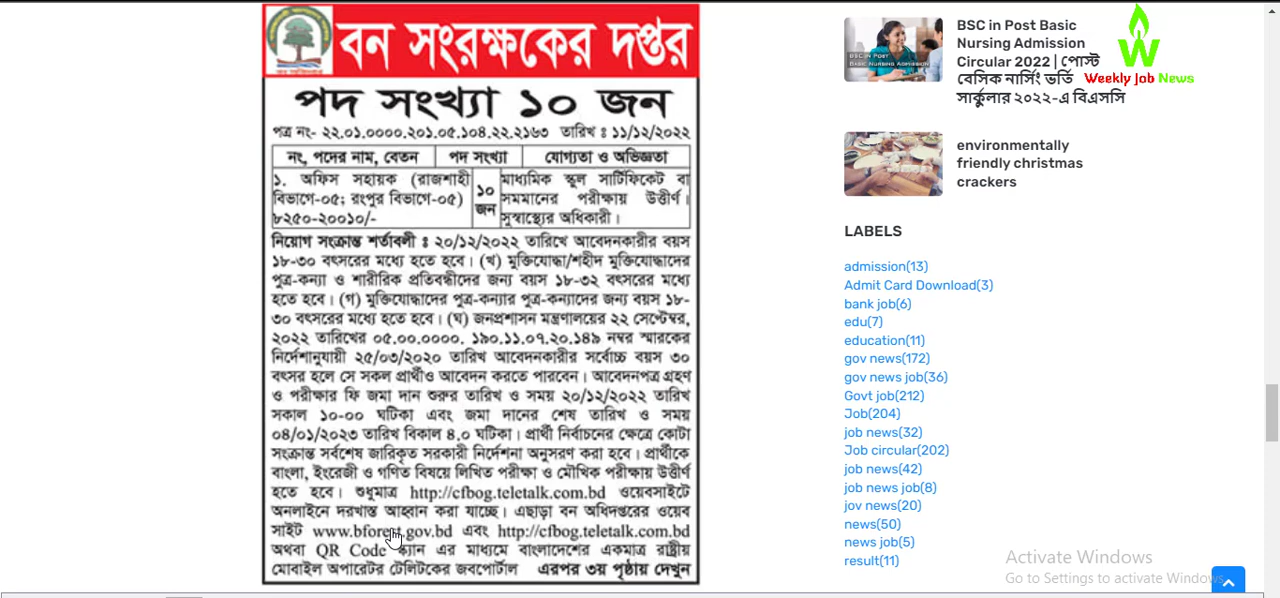 বন সংরক্ষকের দপ্তর
পদ সংখ্যা ১০ জন
পত্র নং- ২২.০১.০০০০.২০১.০৫.১০৪.২২.২১৬৩ তারিখ ঃ ১১/১২/২০২২
নং, পদের নাম, বেতন পদ সংখ্যা যোগ্যতা ও অভিজ্ঞতা
১. অফিস সহায়ক (রাজশাহী
বিভাগে-০৫; রংপুর বিভাগে-০৫)
৮২৫০-২০০১০/-
১০
জন
মাধ্যমিক স্কুল সার্টিফিকেট বা
সমমানের পরীক্ষায় উত্তীর্ণ।
সুস্বাস্থ্যের অধিকারী।
নিয়োগ সংক্রান্ত শর্তাবলী ঃ ২০/১২/২০২২ তারিখে আবেদনকারীর বয়স
১৮-৩০ বৎসরের মধ্যে হতে হবে। (খ) মুক্তিযোদ্ধা/শহীদ মুক্তিযোদ্ধাদের
পুত্র-কন্যা ও শারীরিক প্রতিবন্ধীদের জন্য বয়স ১৮-৩২ বৎসরের মধ্যে
হতে হবে। (গ) মুক্তিযোদ্ধাদের পুত্র-কন্যার পুত্র-কন্যাদের জন্য বয়স ১৮-
৩০ বৎসরের মধ্যে হতে হবে। (ঘ) জনপ্রশাসন মন্ত্রণালয়ের ২২ সেপ্টেম্বর,
২০২২ তারিখের ০৫.০০.০০০০. ১৯০.১১.০৭.২০.১৪৯ নম্বর স্মারকের
নির্দেশানুযায়ী ২৫/০৩/২০২০ তারিখ আবেদনকারীর সর্বোচ্চ বয়স ৩০
বৎসর হলে সে সকল প্রার্থীও আবেদন করতে পারবেন। আবেদনপত্র গ্রহণ
ও পরীক্ষার ফি জমা দান শুরুর তারিখ ও সময় ২০/১২/২০২২ তারিখ
সকাল ১০-০০ ঘটিকা এবং জমা দানের শেষ তারিখ ও সময়
০৪/০১/২০২৩ তারিখ বিকাল ৪.০ ঘটিকা। প্রার্থী নির্বাচনের ক্ষেত্রে কোটা
সংক্রান্ত সর্বশেষ জারিকৃত সরকারী নির্দেশনা অনুসরণ করা হবে। প্রার্থীকে
বাংলা, ইংরেজী ও গণিত বিষয়ে লিখিত পরীক্ষা ও মৌখিক পরীক্ষায় উত্তীর্ণ
হতে হবে। শুধুমাত্র http://cfbog.teletalk.com.bd ওয়েবসাইটে
অনলাইনে দরখাস্ত আহ্বান করা যাচ্ছে। এছাড়া বন অধিদপ্তরের ওয়েব
সাইট www.bforest.gov.bd এবং http://cfbog.teletalk.com.bd
অথবা QR Code স্ক্যান এর মাধ্যমে বাংলাদেশের একমাত্র রাষ্ট্রীয়
মোবাইল অপারেটর টেলিটকের জবপোর্টাল এরপর ৩য় পৃষ্ঠায় দেখুন
BSC in Post Basic
Nursing Admission
Circular 2022 | পোস্ট
বেসিক নার্সিং ভর্তি
সার্কুলার ২০২২-এ বিএসসি
BSC IN POST
BASIC NURSING ADMISSION
W
Weekly Job News
environmentally
friendly christmas
crackers
LABELS
admission(13)
Admit Card Download(3)
bank job(6)
edu(7)
education(11)
gov news(172)
gov news job(36)
Govt job(212)
Job(204)
job news(32)
Job circular(202)
job news(42)
job news job(8)
jov news(20)
news(50)
news job(5)
result(11)
Activate Windows
Go to Settings to activate Windows.